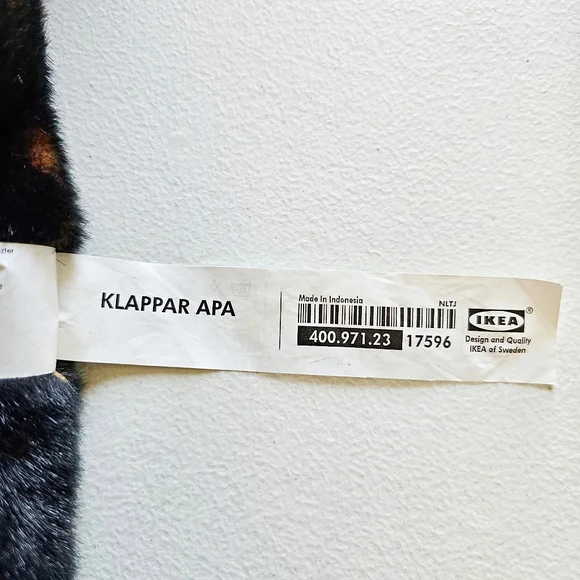 KLAPPAR APA
Made in Indonesia
NLTJ
400.971.23 17596
IKEA
®
Design and Quality
IKEA of Sweden